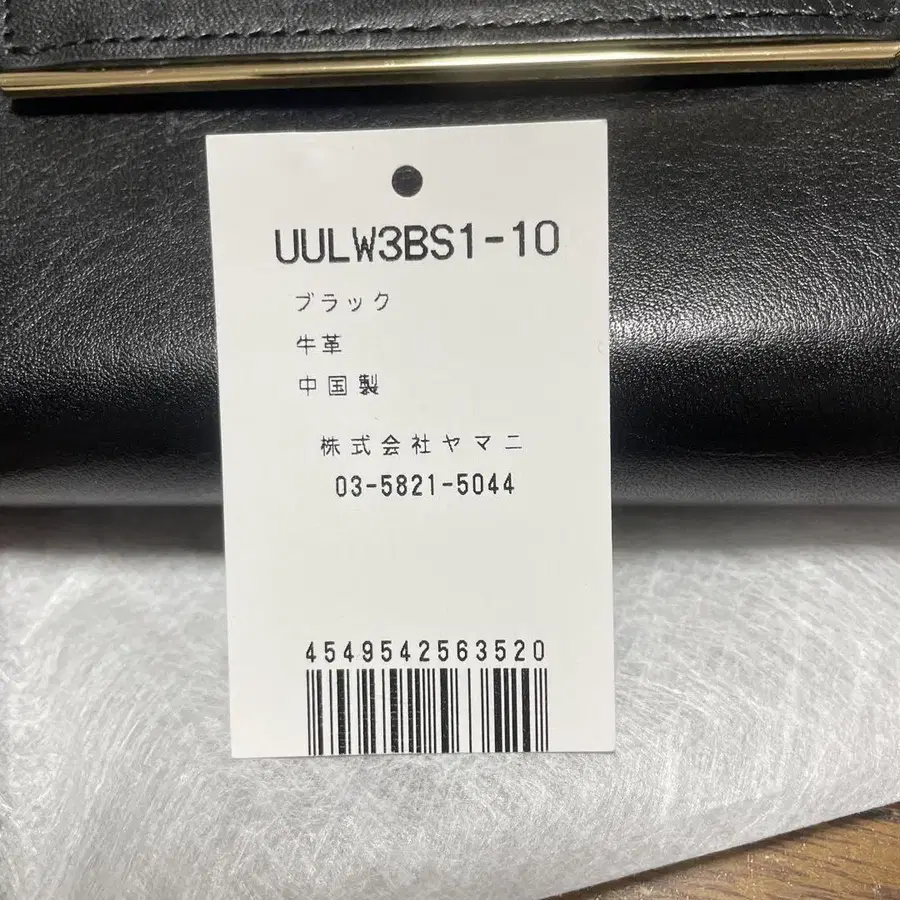 UULW3BS1-10
ブラック
牛革
中国製
株式会社ヤマニ
03-5821-5044
4549542563520